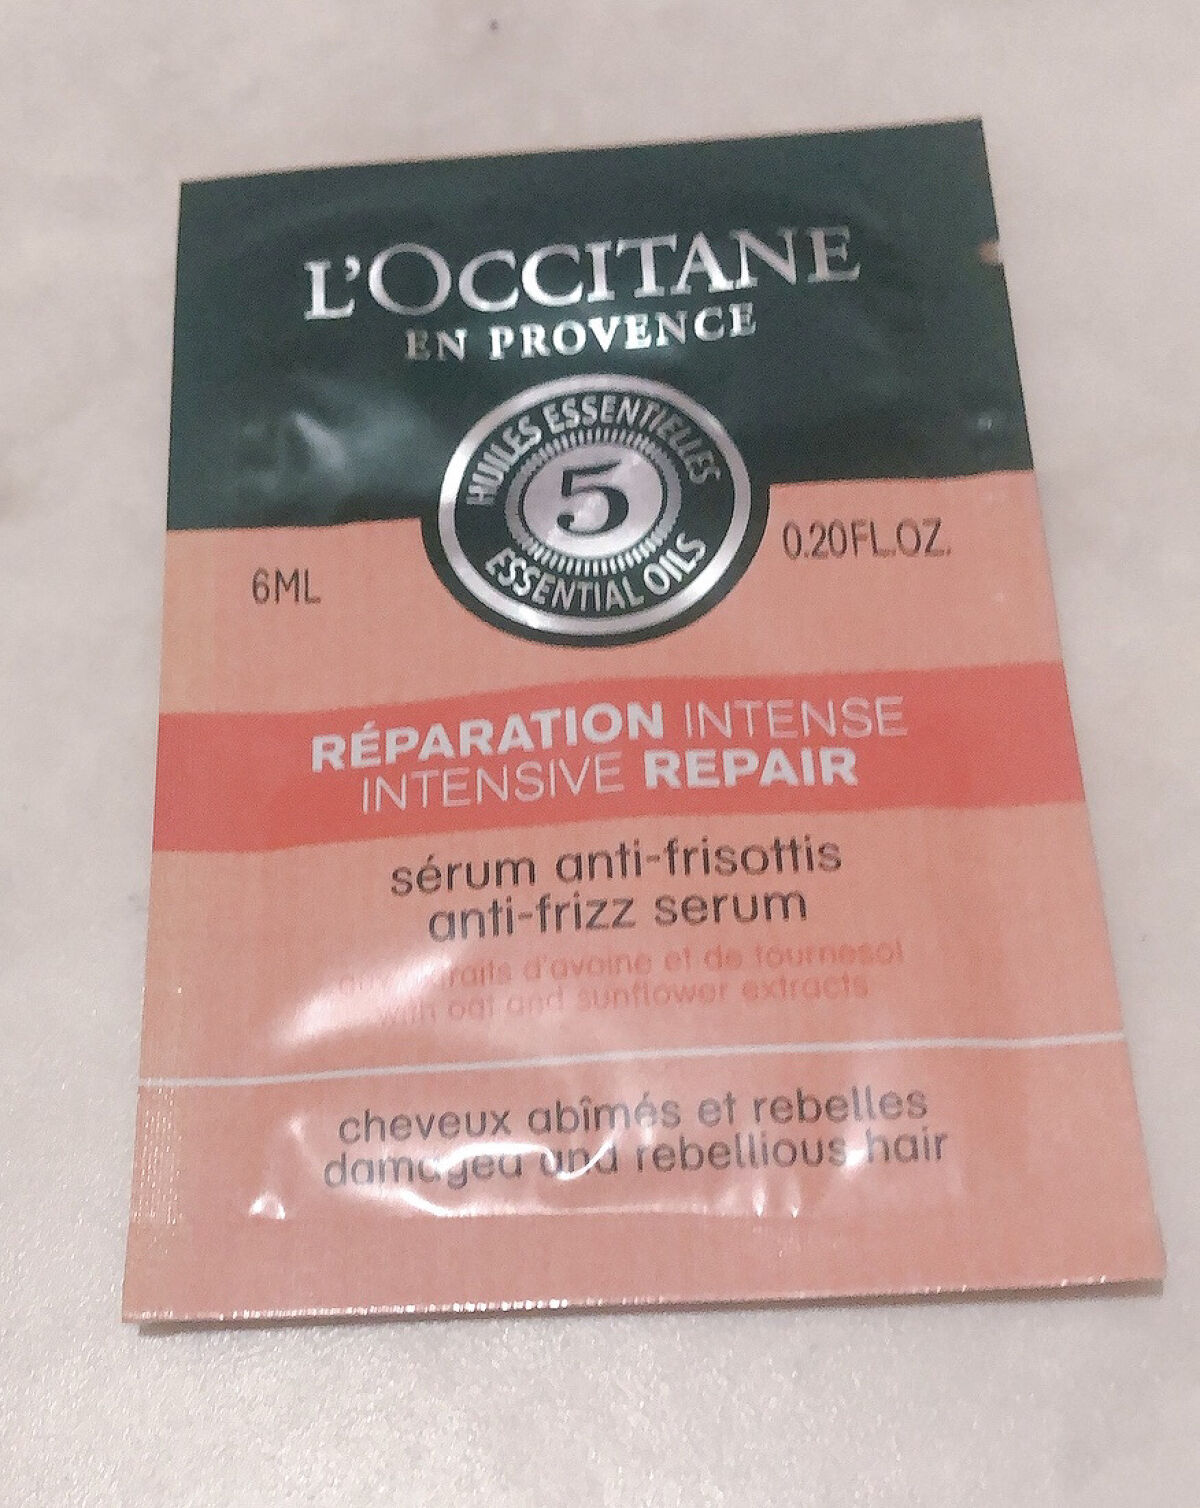 L'OCCITANE
EN PROVENCE
HUILES ESSENTIELLES
5
ESSENTIAL OILS
6ML
0.20FL.OZ.
RÉPARATION INTENSE
INTENSIVE REPAIR
sérum anti-frisottis
anti-frizz serum
d'avoine et de tournesol
with oat and sunflower extracts
cheveux abîmés et rebelles
damaged and rebellious hair